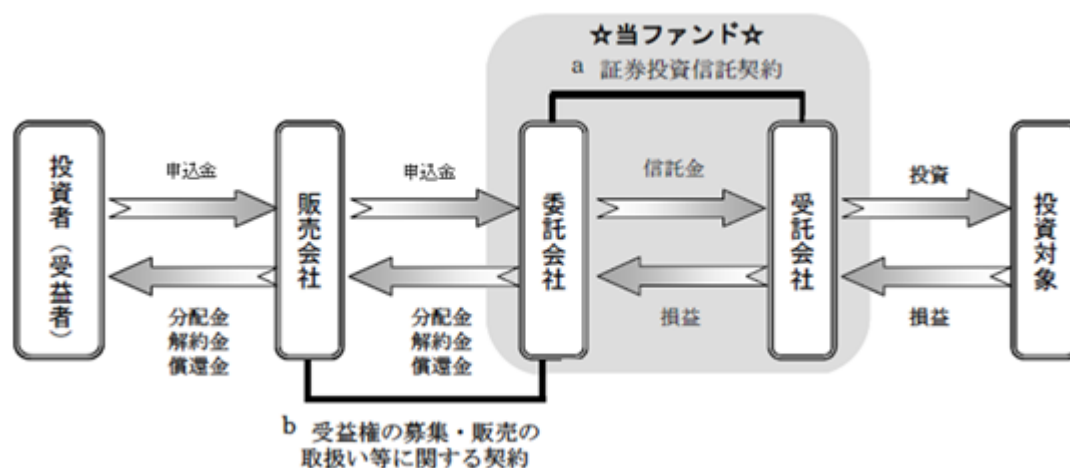 ☆当ファンド☆
a 証券投資信託契約
投資者（受益者）
申込金
分配金
解約金
償還金
販売会社
申込金
分配金
解約金
償還金
委託会社
信託金
損益
受託会社
投資
損益
投資対象
b 受益権の募集・販売の
取扱い等に関する契約